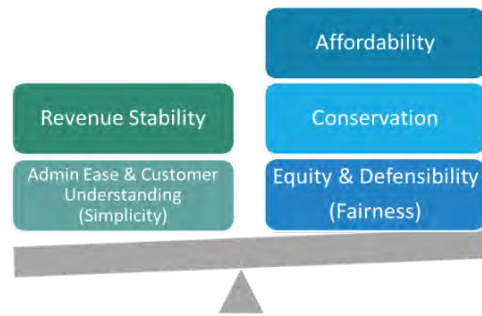 Affordability
Revenue Stability
Conservation
Admin Ease & Customer
Understanding
(Simplicity)
Equity & Defensibility
(Fairness)